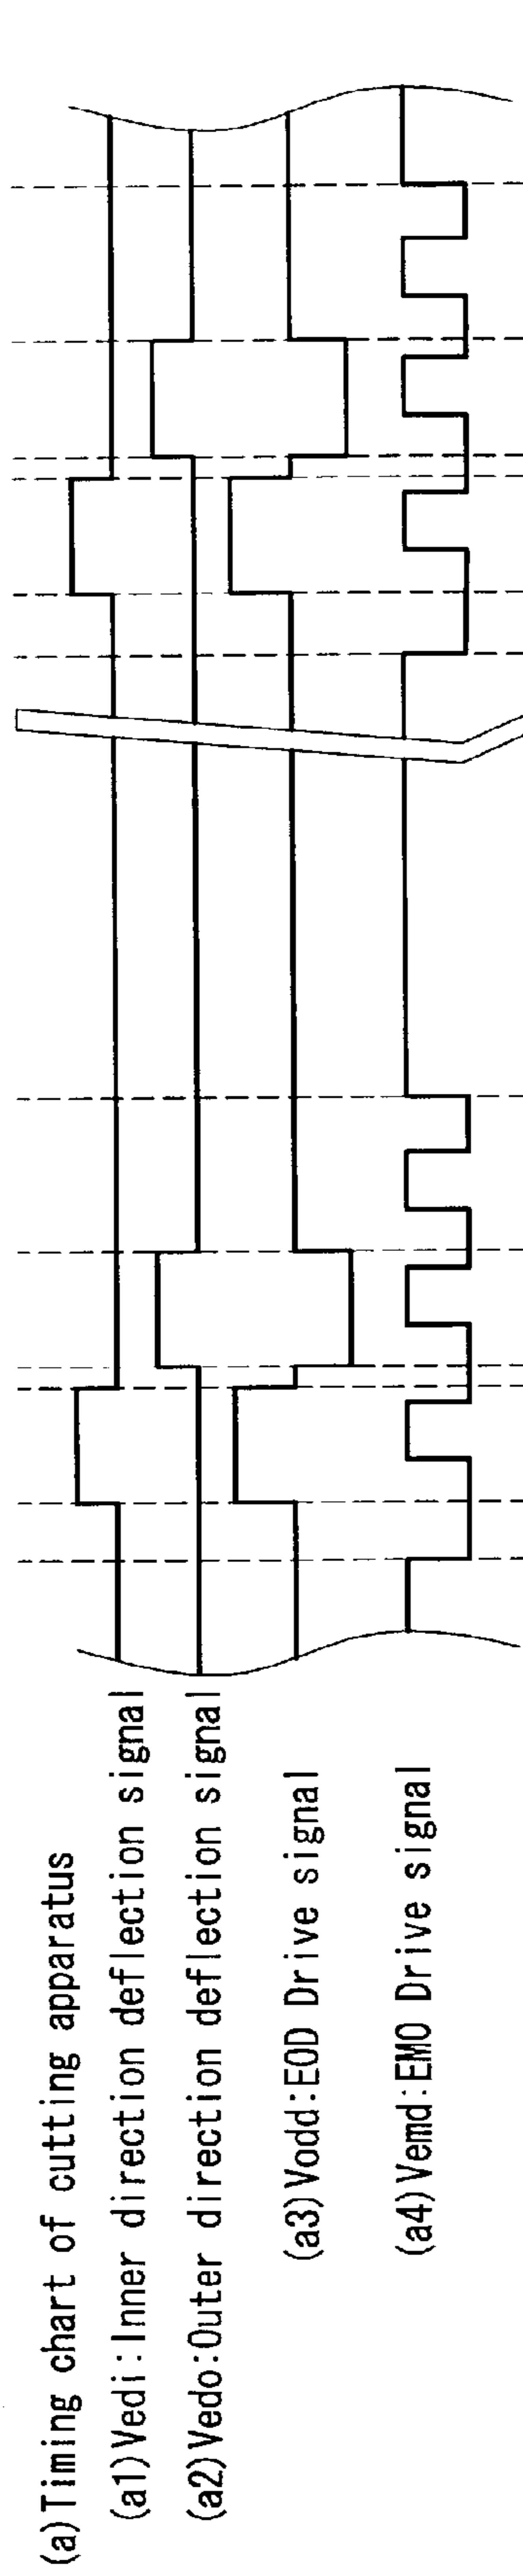 (a)Timing chart of cutting apparatus
(a1)Vedi:Inner direction deflection signal
(a2)Vedo:Outer direction deflection signal
(a3)Vodd:EOD Drive signal
(a4)Vemd:EMO Drive signal